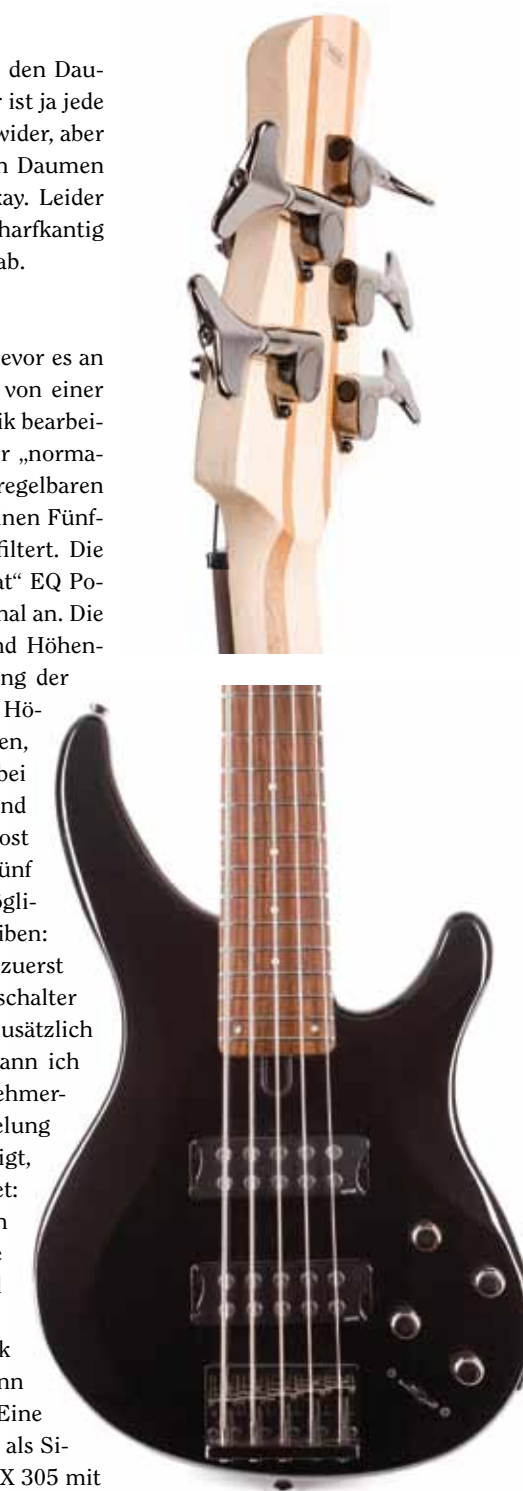 den Dau-
ist ja jede
wider, aber
Daumen
kay. Leider
harfkantig
ab.
evor es an
von einer
ik bearbei-
r „norma-
regelbaren
inen Fünf-
filtert. Die
at“ EQ Po-
nal an. Die
nd Höhen-
ng der
Hö-
en,
bei
nd
ost
ünf
ögli-
iben:
zuerst
schalter
usätzlich
ann ich
ehmer-
elung
igt,
et:
n
e
l
k
nn
Eine
als Si-
X 305 mit